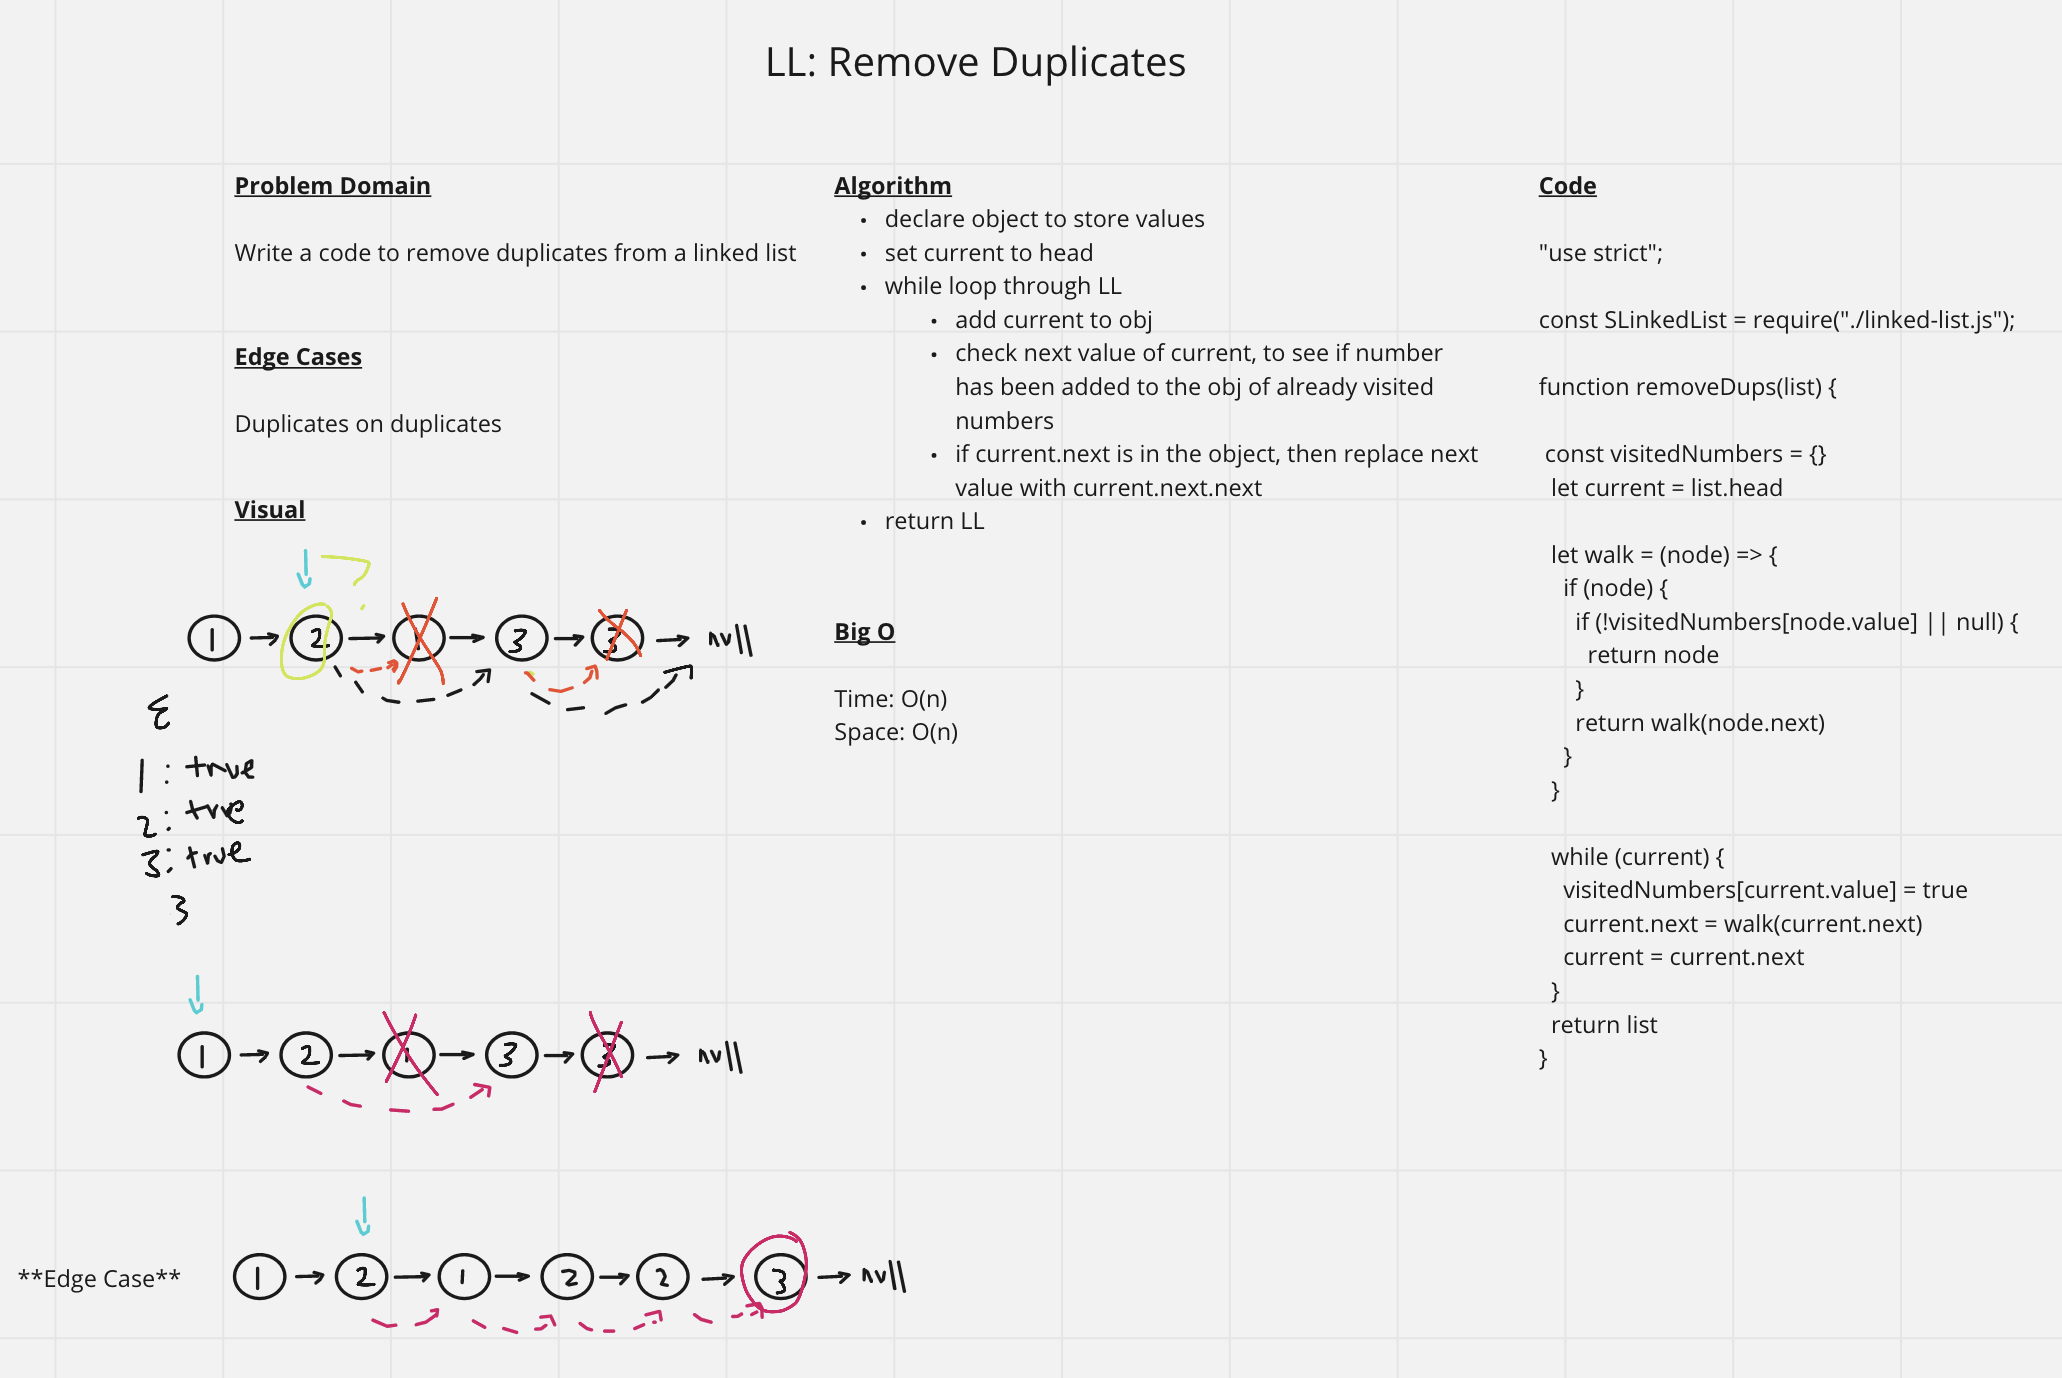 LL: Remove Duplicates
Problem Domain
Write a code to remove duplicates from a linked list
Edge Cases
Duplicates on duplicates
Visual
1 2 1 3 3 null
{
1 : true
2 : true
3 : true
}
1 2 1 3 3 null
**Edge Case** 1 2 1 2 2 3 null
Algorithm
• declare object to store values
• set current to head
• while loop through LL
• add current to obj
• check next value of current, to see if number
has been added to the obj of already visited
numbers
• if current.next is in the object, then replace next
value with current.next.next
• return LL
Big O
Time: O(n)
Space: O(n)
Code
"use strict";
const SLinkedList = require("./linked-list.js");
function removeDups(list) {
const visitedNumbers = {}
let current = list.head
let walk = (node) => {
if (node) {
if (!visitedNumbers[node.value] || null) {
return node
}
return walk(node.next)
}
}
while (current) {
visitedNumbers[current.value] = true
current.next = walk(current.next)
current = current.next
}
return list
}